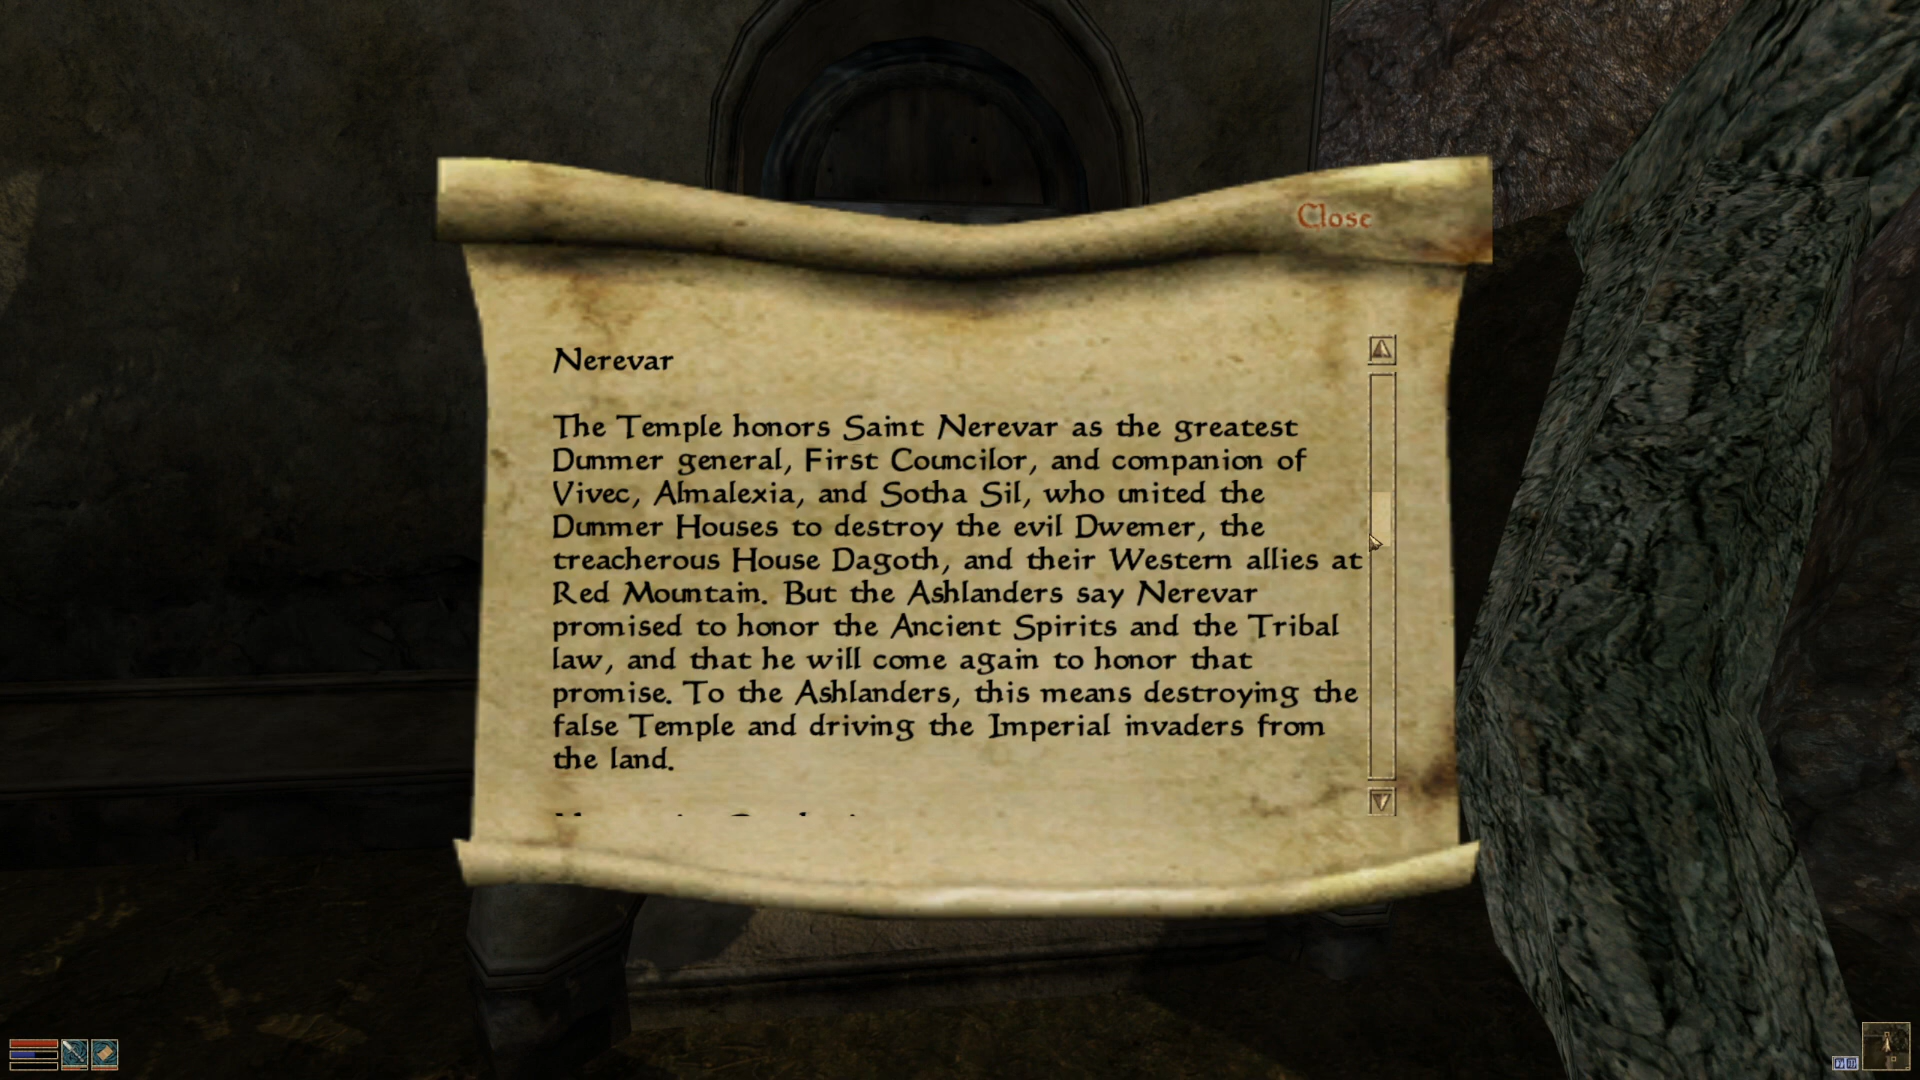 Close
Nerevar
The Temple honors Saint Nerevar as the greatest
Dunmer general, First Councilor, and companion of
Vivec, Almalexia, and Sotha Sil, who united the
Dunmer Houses to destroy the evil Dwemer, the
treacherous House Dagoth, and their Western allies at
Red Mountain. But the Ashlanders say Nerevar
promised to honor the Ancient Spirits and the Tribal
law, and that he will come again to honor that
promise. To the Ashlanders, this means destroying the
false Temple and driving the Imperial invaders from
the land.